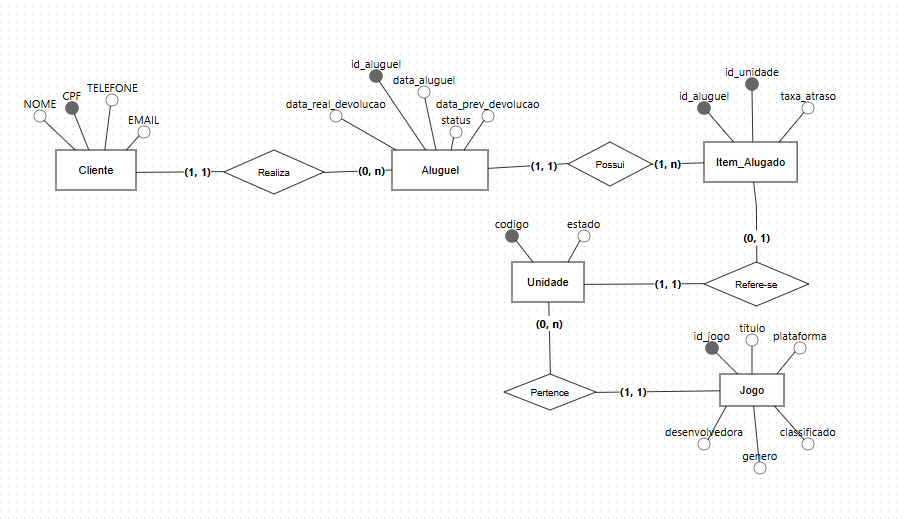 id_aluguel
data_aluguel
data_real_devolucao
data_prev_devolucao
status
id_unidade
id_aluguel
taxa_atraso
TELEFONE
CPF
NOME
EMAIL
Cliente
(1, 1)
Realiza
(0, n)
Aluguel
(1, 1)
Possui
(1, n)
Item_Alugado
(0, 1)
codigo
estado
Unidade
(1, 1)
Refere-se
(0, n)
id_jogo
titulo
plataforma
Pertence
(1, 1)
Jogo
desenvolvedora
classificado
genero